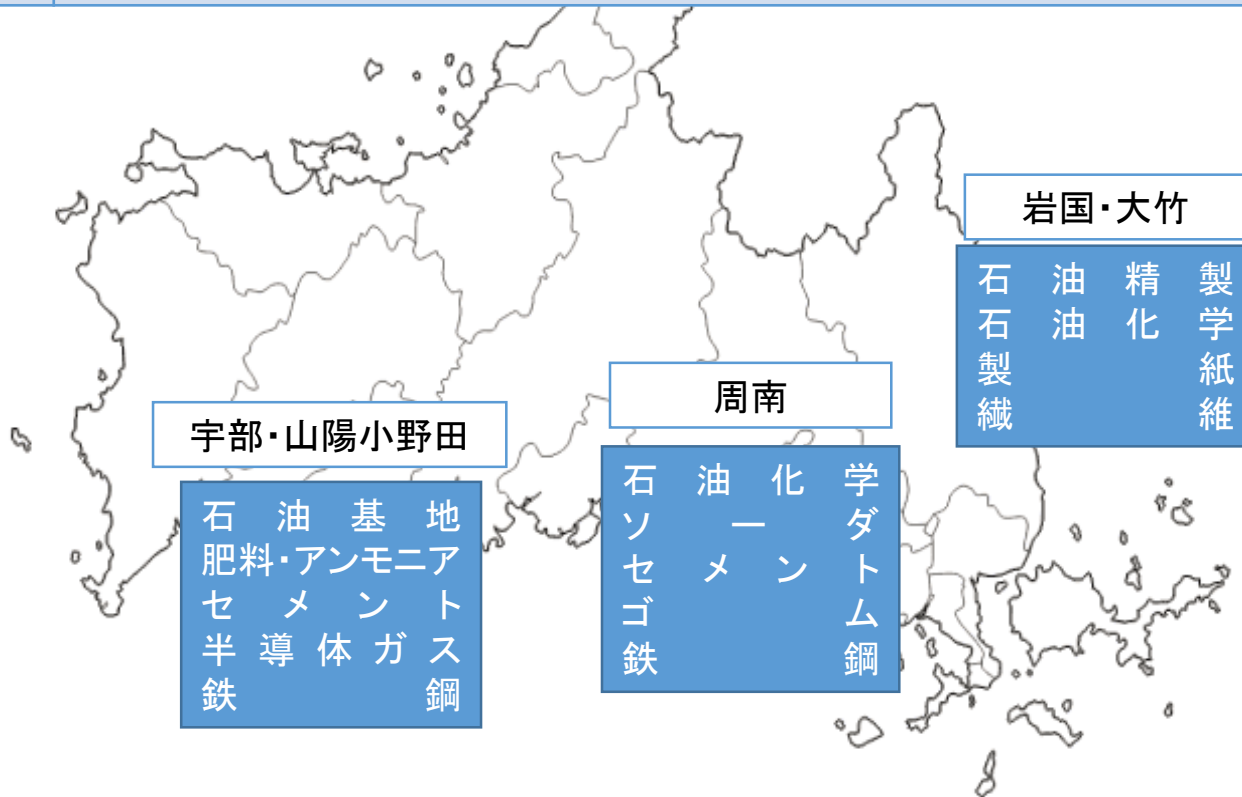 岩国・大竹
石油精製
石油化学
製紙
繊維
周南
石油化学
ソーダ
セメント
ゴム
鉄鋼
宇部・山陽小野田
石油基地
肥料・アンモニア
セメント
半導体ガス
鉄鋼